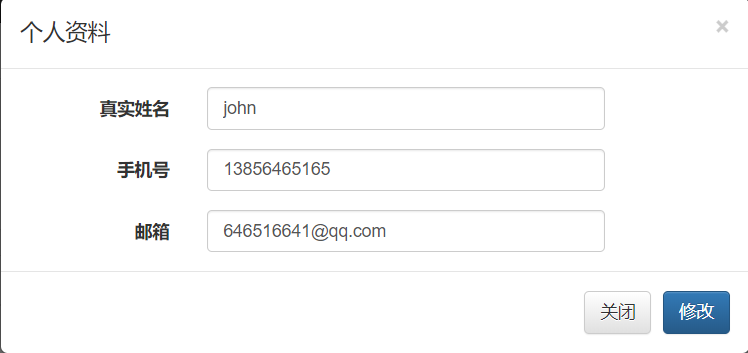 个人资料 ×
真实姓名 john
手机号 13856465165
邮箱 646516641@qq.com
关闭 修改